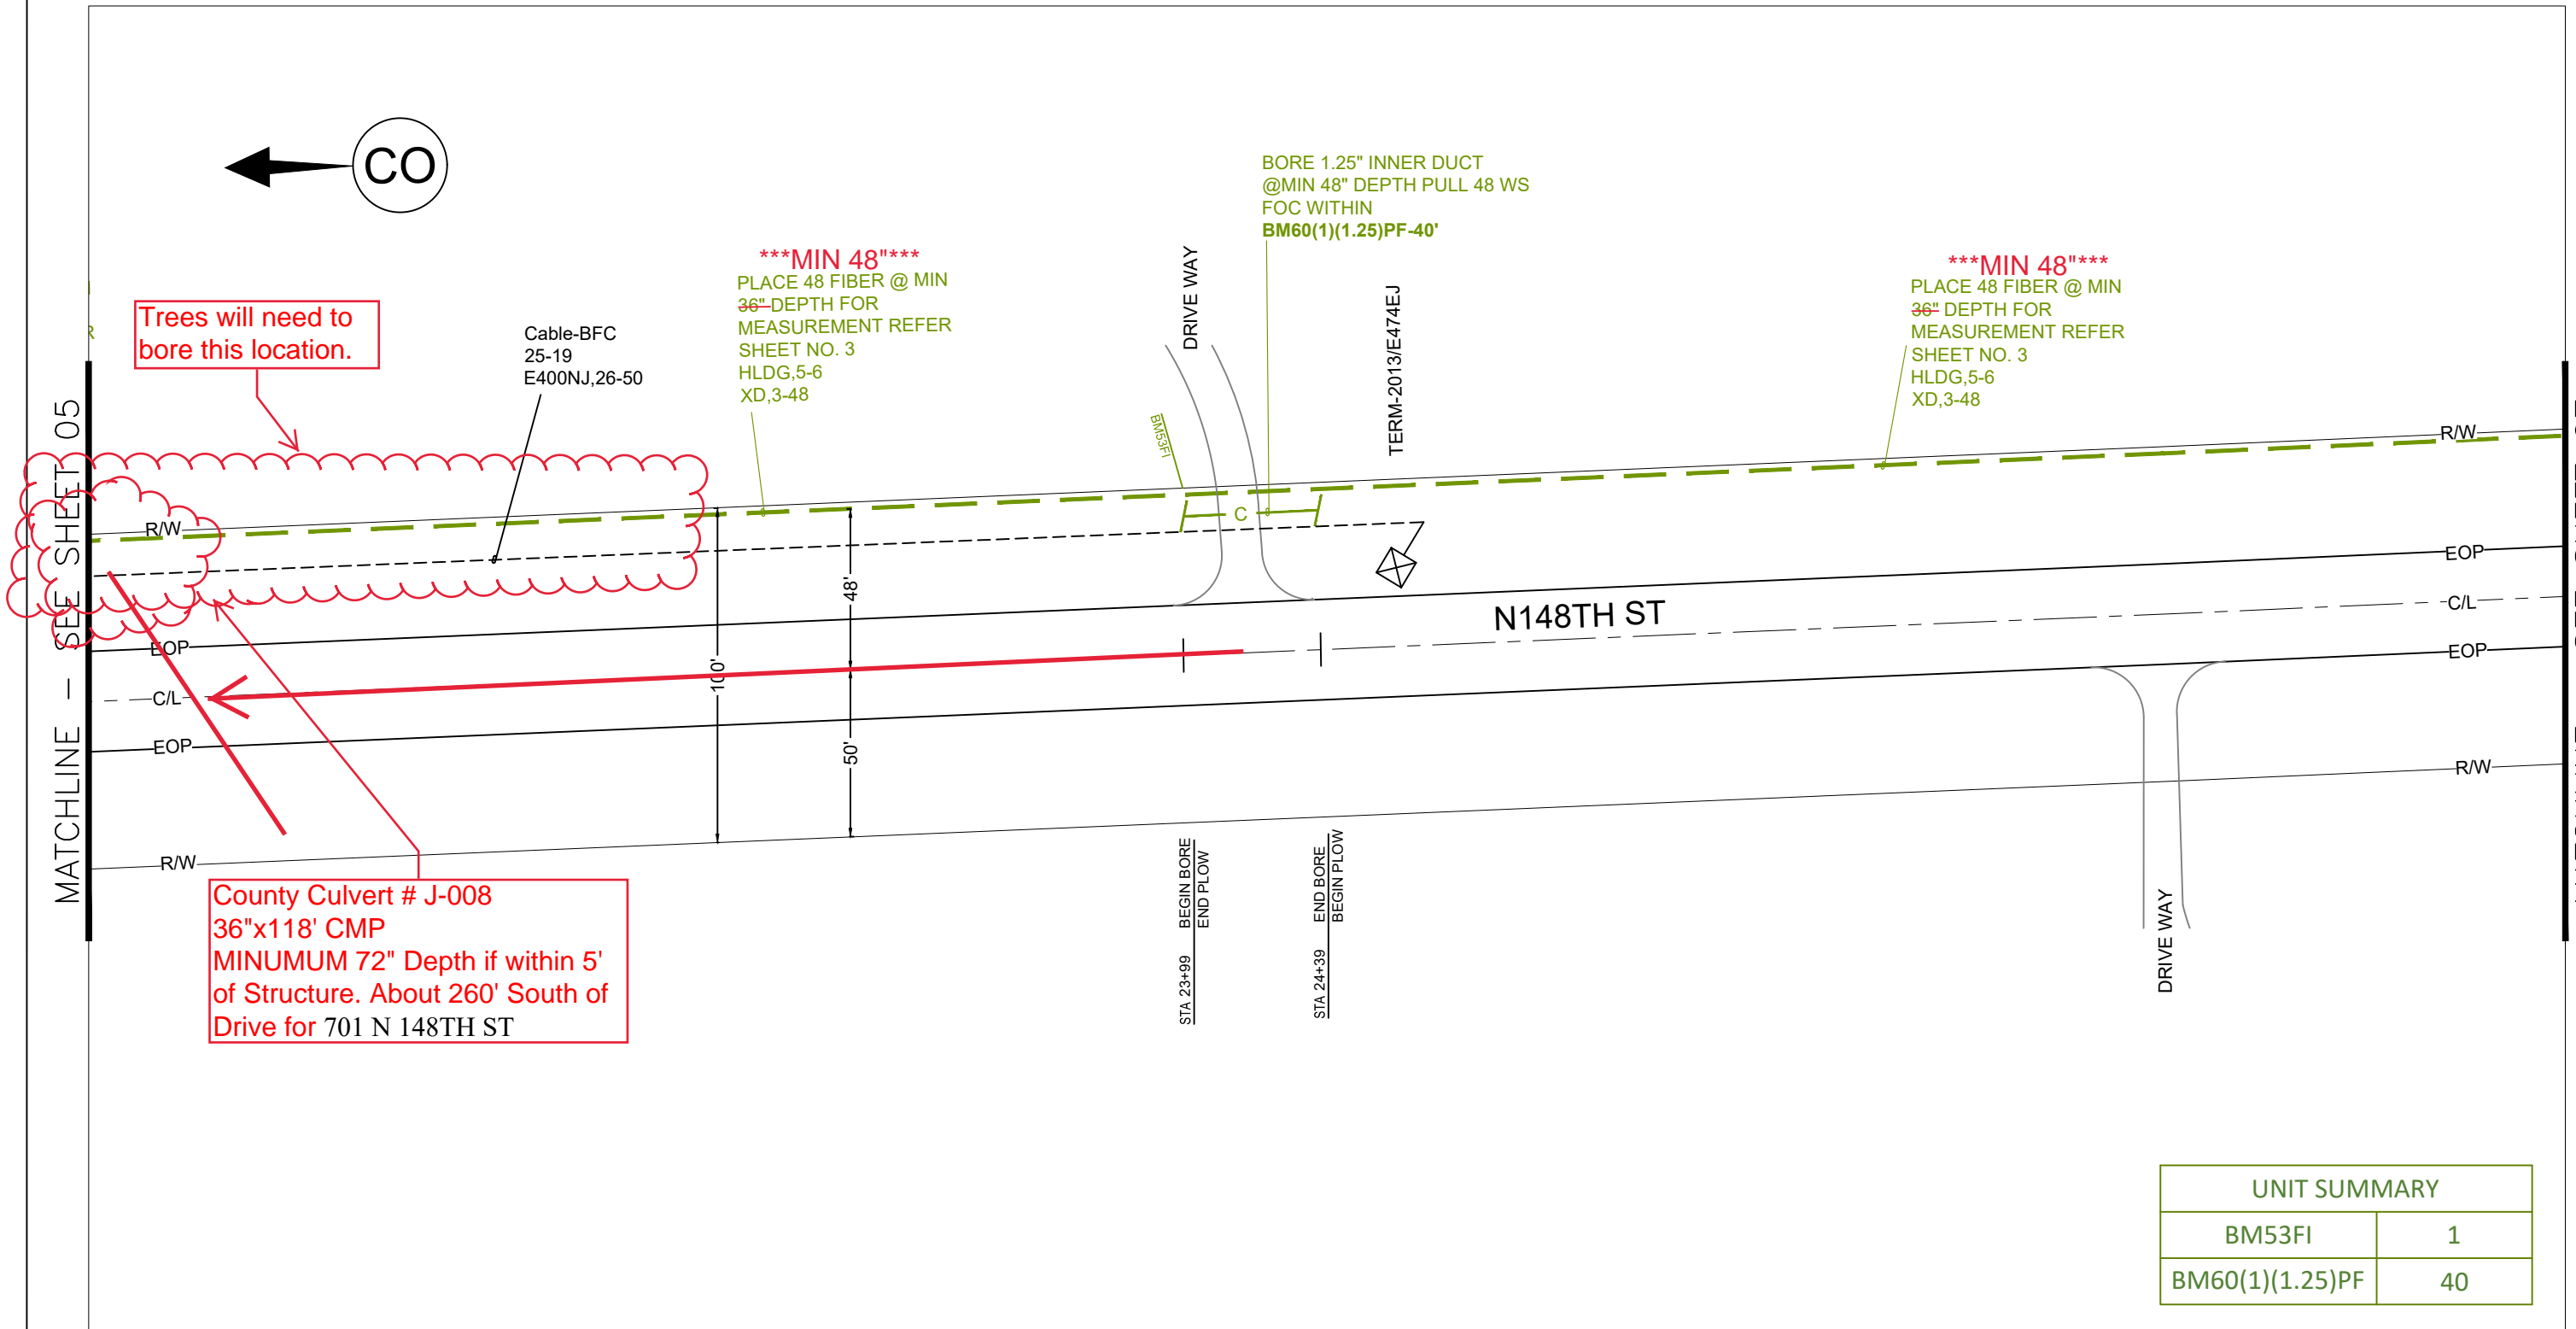 CO
BORE 1.25" INNER DUCT
@MIN 48" DEPTH PULL 48 WS
FOC WITHIN
BM60(1)(1.25)PF-40'
***MIN 48"***
PLACE 48 FIBER @ MIN
36" DEPTH FOR
MEASUREMENT REFER
SHEET NO. 3
HLDG,5-6
XD,3-48
***MIN 48"***
PLACE 48 FIBER @ MIN
36" DEPTH FOR
MEASUREMENT REFER
SHEET NO. 3
HLDG,5-6
XD,3-48
Trees will need to
bore this location.
Cable-BFC
25-19
E400NJ,26-50
DRIVE WAY
TERM-2013/E474EJ
BM53FI
MATCHLINE - SEE SHEET 05
R/W
R/W
C
EOP
EOP
C/L
C/L
EOP
EOP
R/W
R/W
48'
100'
50'
N148TH ST
County Culvert # J-008
36"x118' CMP
MINUMUM 72" Depth if within 5'
of Structure. About 260' South of
Drive for 701 N 148TH ST
STA 23+99 BEGIN BORE
END PLOW
STA 24+39 END BORE
BEGIN PLOW
DRIVE WAY
UNIT SUMMARY
BM53FI 1
BM60(1)(1.25)PF 40